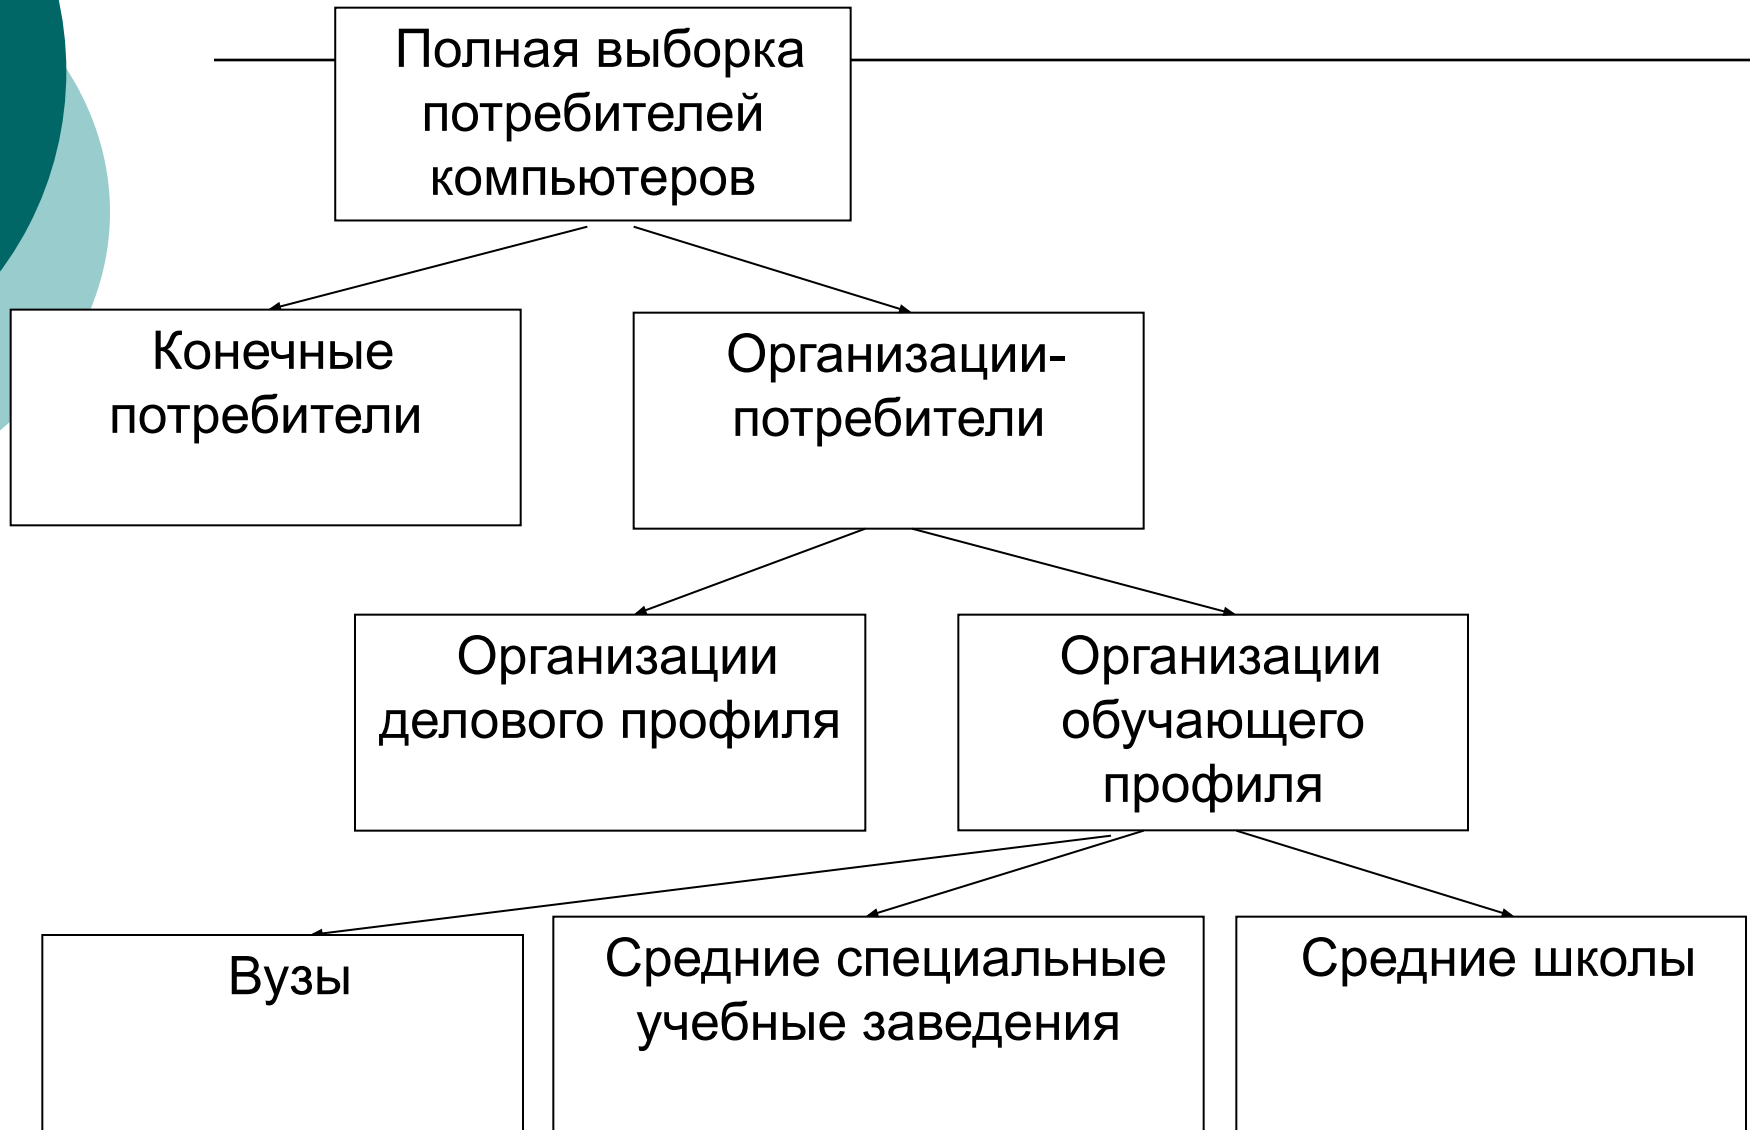 Полная выборка
потребителей
компьютеров
Конечные
потребители
Организации-
потребители
Организации
делового профиля
Организации
обучающего
профиля
Вузы
Средние специальные
учебные заведения
Средние школы